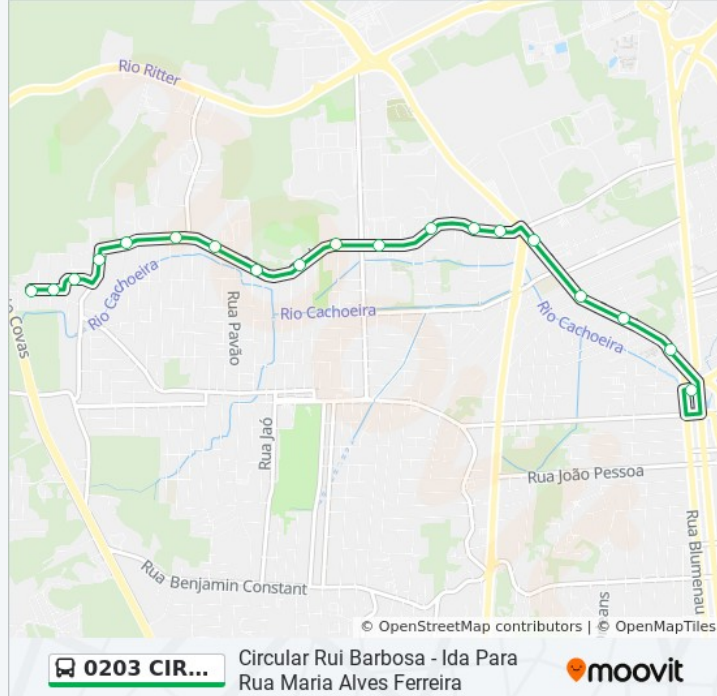 Rio Ritter
Rio Cachoeira
Covas
Rua Pavão
Rio Cachoeira
Rio Cachoeira
Rua Jaó
Rua João Pessoa
Rua Blumenau
Rua Benjamin Constant
© OpenStreetMap contributors | © OpenMapTiles
0203 CIR...
Circular Rui Barbosa - Ida Para
Rua Maria Alves Ferreira
moovit